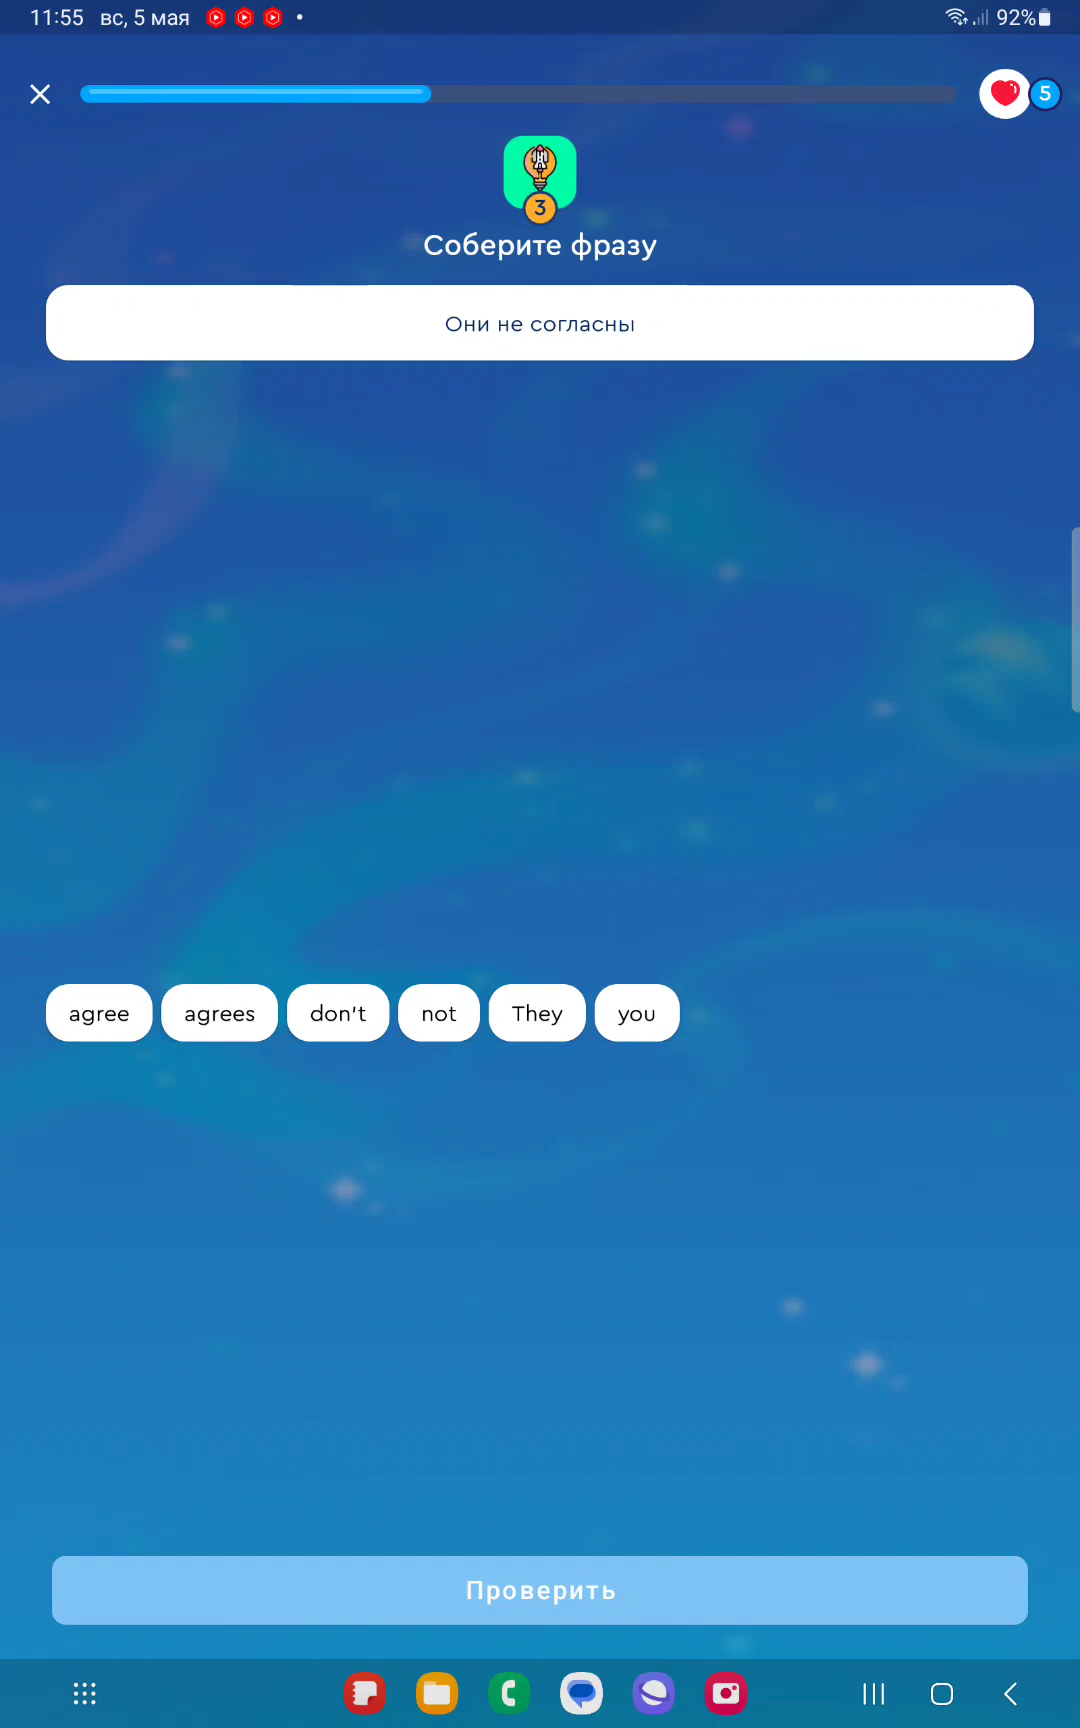 11:55 вс, 5 мая 92%
5
3
Соберите фразу
Они не согласны
agree agrees don't not They you
Проверить